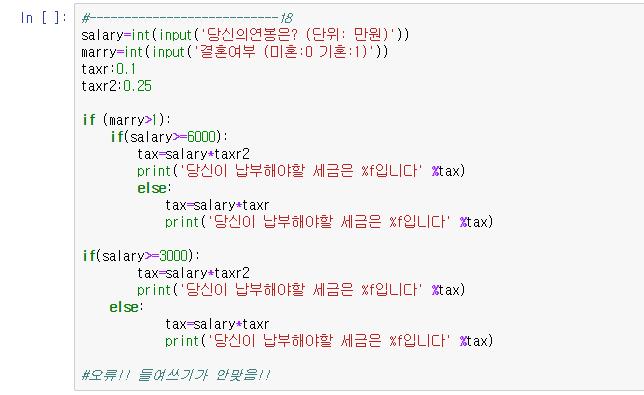 In [ ]: #---------------------------18
salary=int(input('당신의연봉은? (단위: 만원)'))
marry=int(input('결혼여부 (미혼:0 기혼:1)'))
taxr:0.1
taxr2:0.25

if (marry>1):
    if(salary>=6000):
        tax=salary*taxr2
        print('당신이 납부해야할 세금은 %f입니다' %tax)
        else:
            tax=salary*taxr
            print('당신이 납부해야할 세금은 %f입니다' %tax)

if(salary>=3000):
        tax=salary*taxr2
        print('당신이 납부해야할 세금은 %f입니다' %tax)
    else:
            tax=salary*taxr
            print('당신이 납부해야할 세금은 %f입니다' %tax)

#오류!! 들여쓰기가 안맞음!!